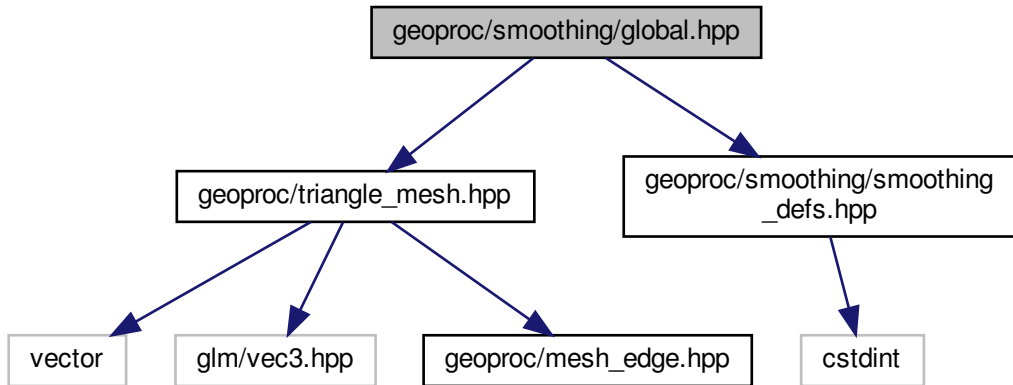 geoproc/smoothing/global.hpp
geoproc/triangle_mesh.hpp
geoproc/smoothing/smoothing
_defs.hpp
vector
glm/vec3.hpp
geoproc/mesh_edge.hpp
cstdint